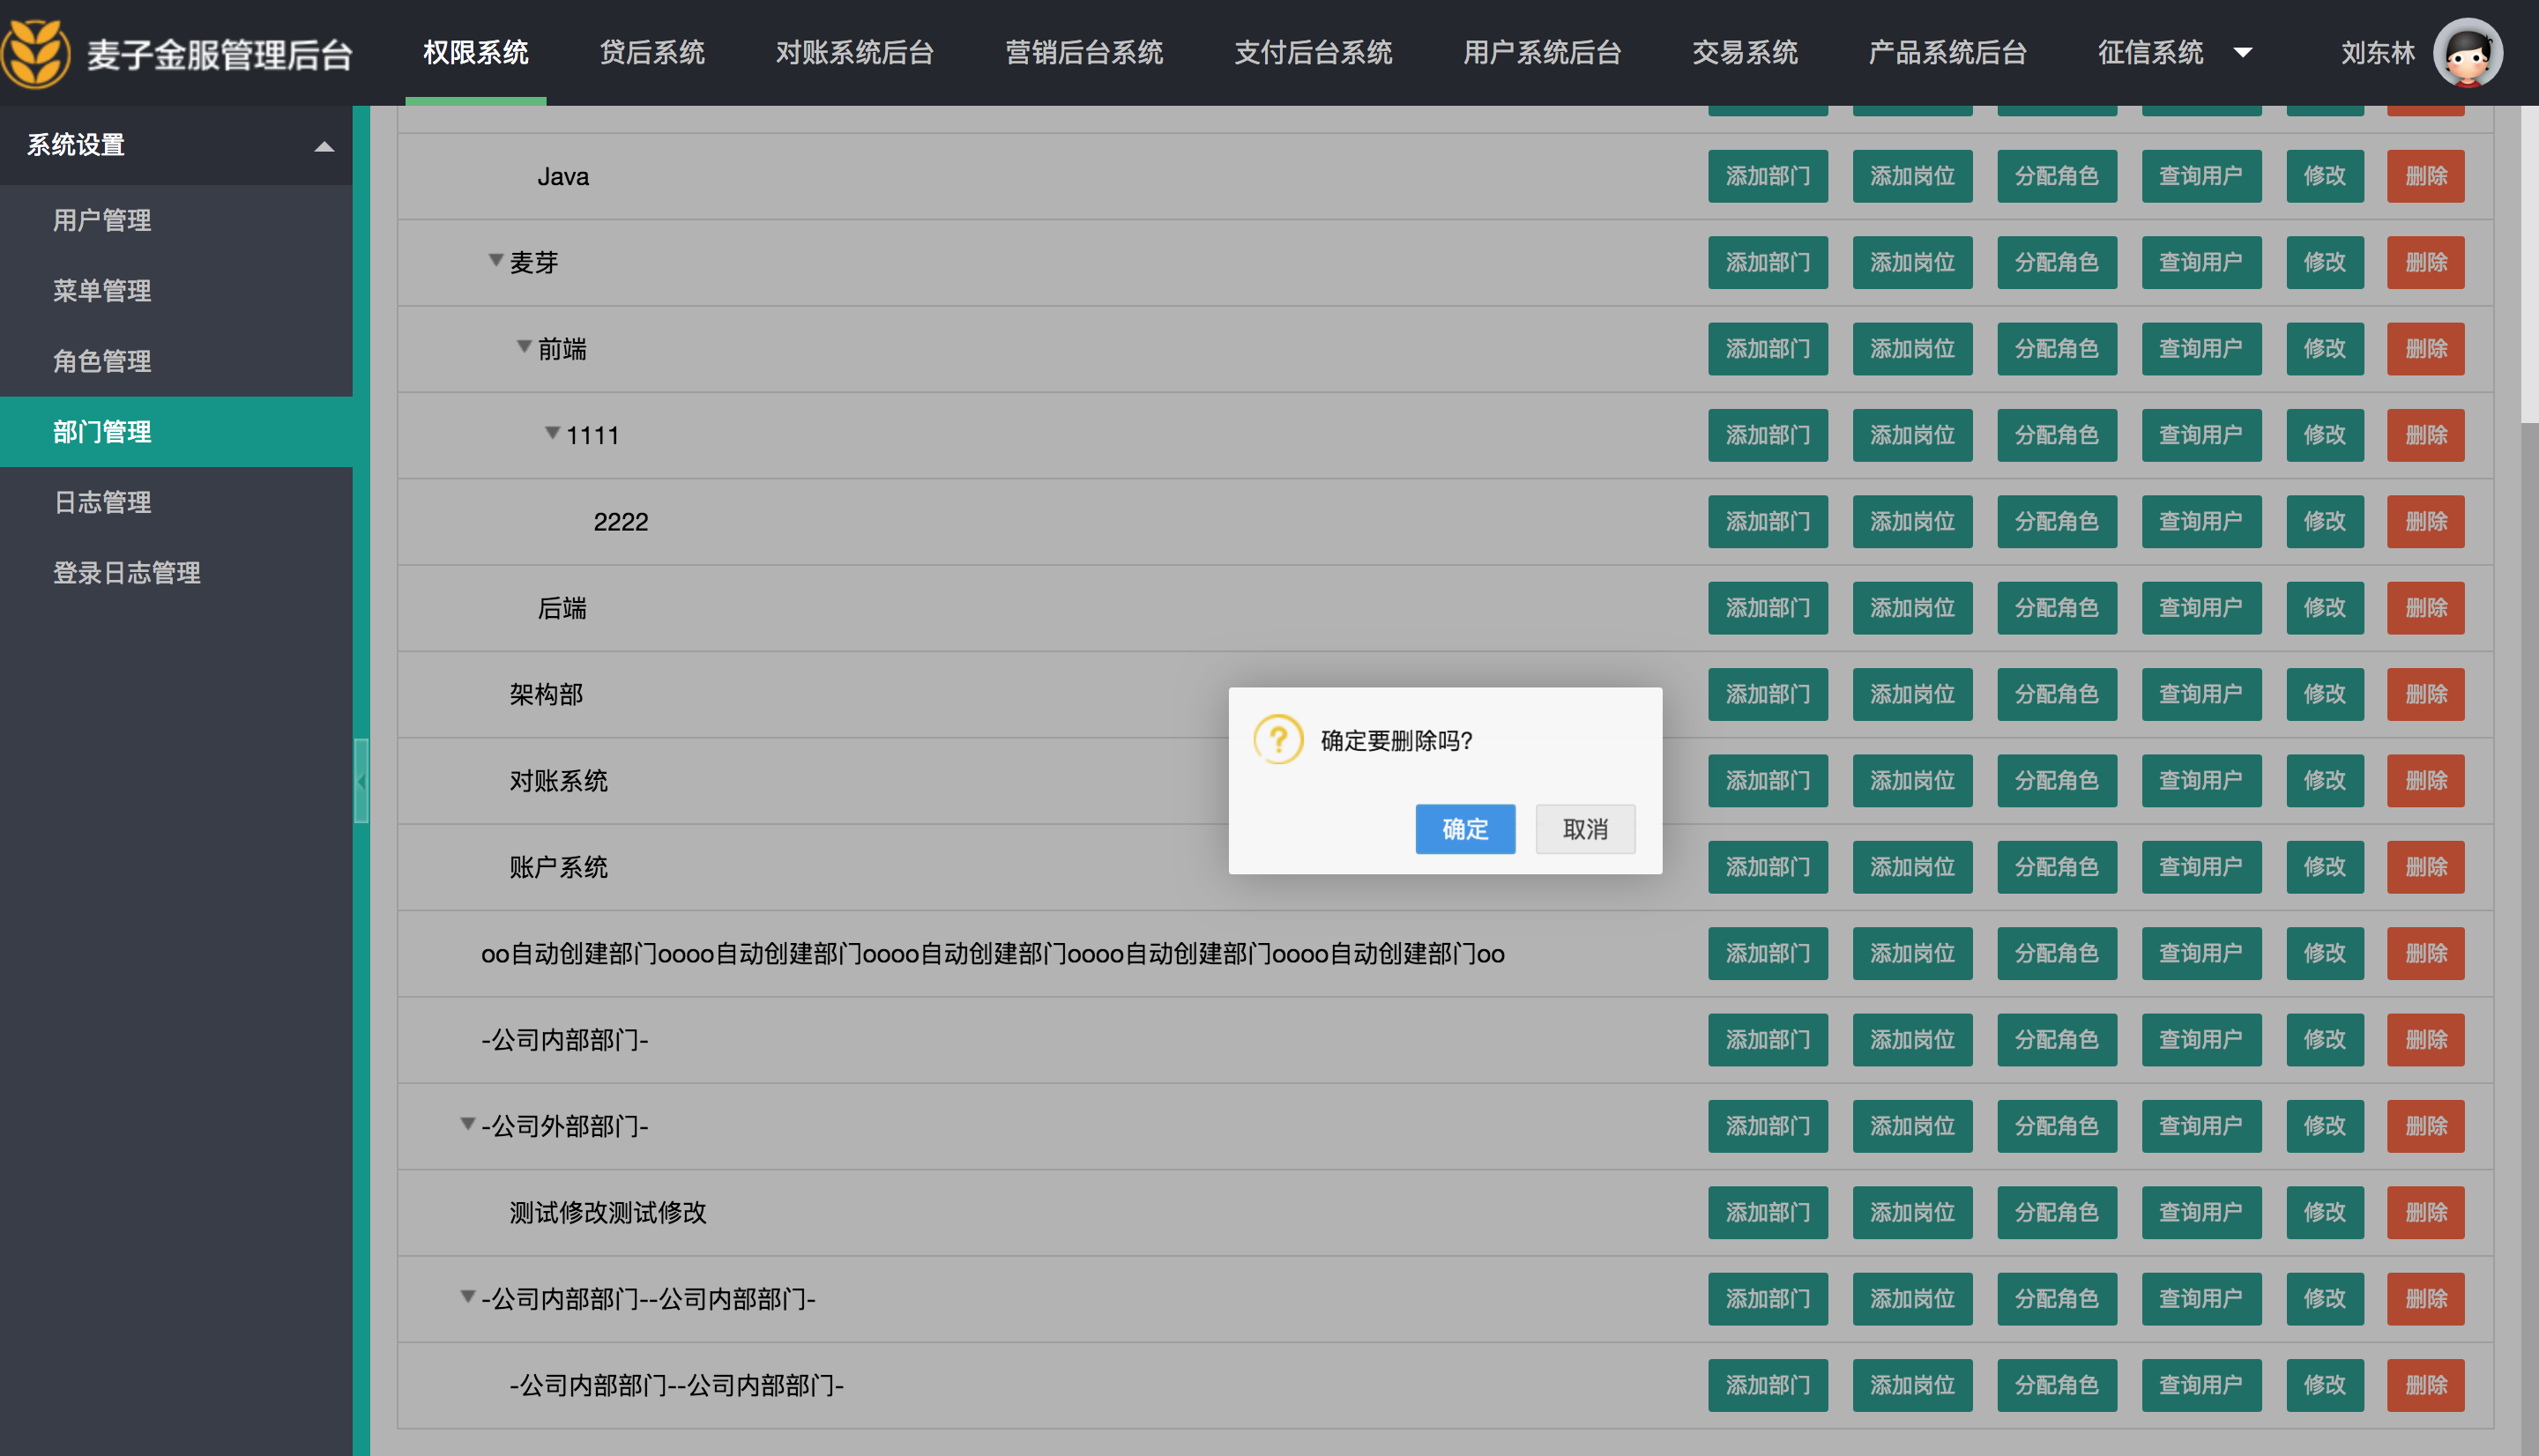 麦子金服管理后台 权限系统 贷后系统 对账系统后台 营销后台系统 支付后台系统 用户系统后台 交易系统 产品系统后台 征信系统 刘东林
系统设置
用户管理
菜单管理
角色管理
部门管理
日志管理
登录日志管理
Java 添加部门 添加岗位 分配角色 查询用户 修改 删除
麦芽 添加部门 添加岗位 分配角色 查询用户 修改 删除
前端 添加部门 添加岗位 分配角色 查询用户 修改 删除
1111 添加部门 添加岗位 分配角色 查询用户 修改 删除
2222 添加部门 添加岗位 分配角色 查询用户 修改 删除
后端 添加部门 添加岗位 分配角色 查询用户 修改 删除
架构部 添加部门 添加岗位 分配角色 查询用户 修改 删除
对账系统 添加部门 添加岗位 分配角色 查询用户 修改 删除
账户系统 添加部门 添加岗位 分配角色 查询用户 修改 删除
oo自动创建部门oooo自动创建部门oooo自动创建部门oooo自动创建部门oooo自动创建部门oo 添加部门 添加岗位 分配角色 查询用户 修改 删除
-公司内部部门- 添加部门 添加岗位 分配角色 查询用户 修改 删除
-公司外部部门- 添加部门 添加岗位 分配角色 查询用户 修改 删除
测试修改测试修改 添加部门 添加岗位 分配角色 查询用户 修改 删除
-公司内部部门--公司内部部门- 添加部门 添加岗位 分配角色 查询用户 修改 删除
-公司内部部门--公司内部部门- 添加部门 添加岗位 分配角色 查询用户 修改 删除
确定要删除吗?
确定 取消